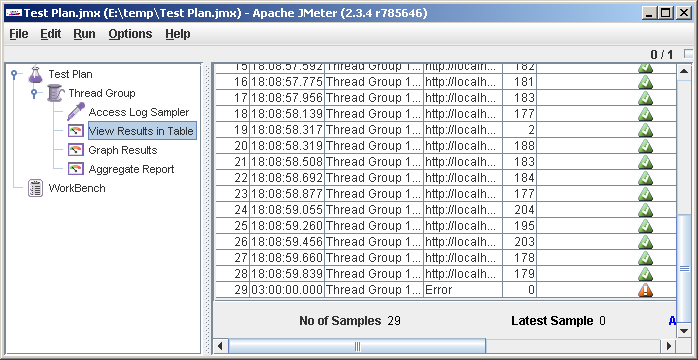 Test Plan.jmx (E:\temp\Test Plan.jmx) - Apache JMeter (2.3.4 r785646)
File Edit Run Options Help
0 / 1
Test Plan
Thread Group
Access Log Sampler
View Results in Table
Graph Results
Aggregate Report
WorkBench
15 18:08:57.592 Thread Group 1... http://localh... 182
16 18:08:57.775 Thread Group 1... http://localh... 181
17 18:08:57.956 Thread Group 1... http://localh... 183
18 18:08:58.139 Thread Group 1... http://localh... 177
19 18:08:58.317 Thread Group 1... http://localh... 2
20 18:08:58.319 Thread Group 1... http://localh... 188
21 18:08:58.508 Thread Group 1... http://localh... 183
22 18:08:58.692 Thread Group 1... http://localh... 184
23 18:08:58.877 Thread Group 1... http://localh... 177
24 18:08:59.055 Thread Group 1... http://localh... 204
25 18:08:59.260 Thread Group 1... http://localh... 195
26 18:08:59.456 Thread Group 1... http://localh... 203
27 18:08:59.660 Thread Group 1... http://localh... 178
28 18:08:59.839 Thread Group 1... http://localh... 179
29 03:00:00.000 Thread Group 1... Error 0
No of Samples 29 Latest Sample 0 A